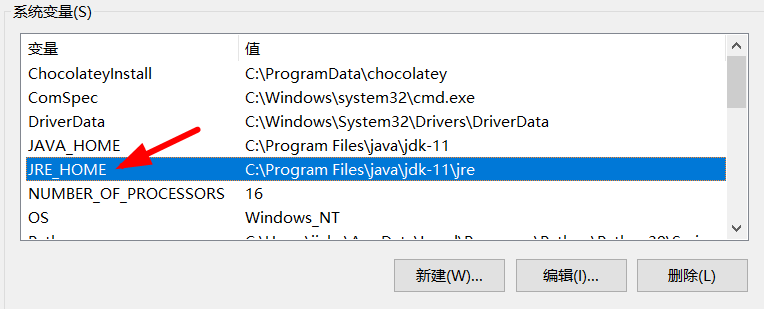 系统变量(S)
变量 值
ChocolateyInstall C:\ProgramData\chocolatey
ComSpec C:\Windows\system32\cmd.exe
DriverData C:\Windows\System32\Drivers\DriverData
JAVA_HOME C:\Program Files\java\jdk-11
JRE_HOME C:\Program Files\java\jdk-11\jre
NUMBER_OF_PROCESSORS 16
OS Windows_NT
新建(W)... 编辑(I)... 删除(L)